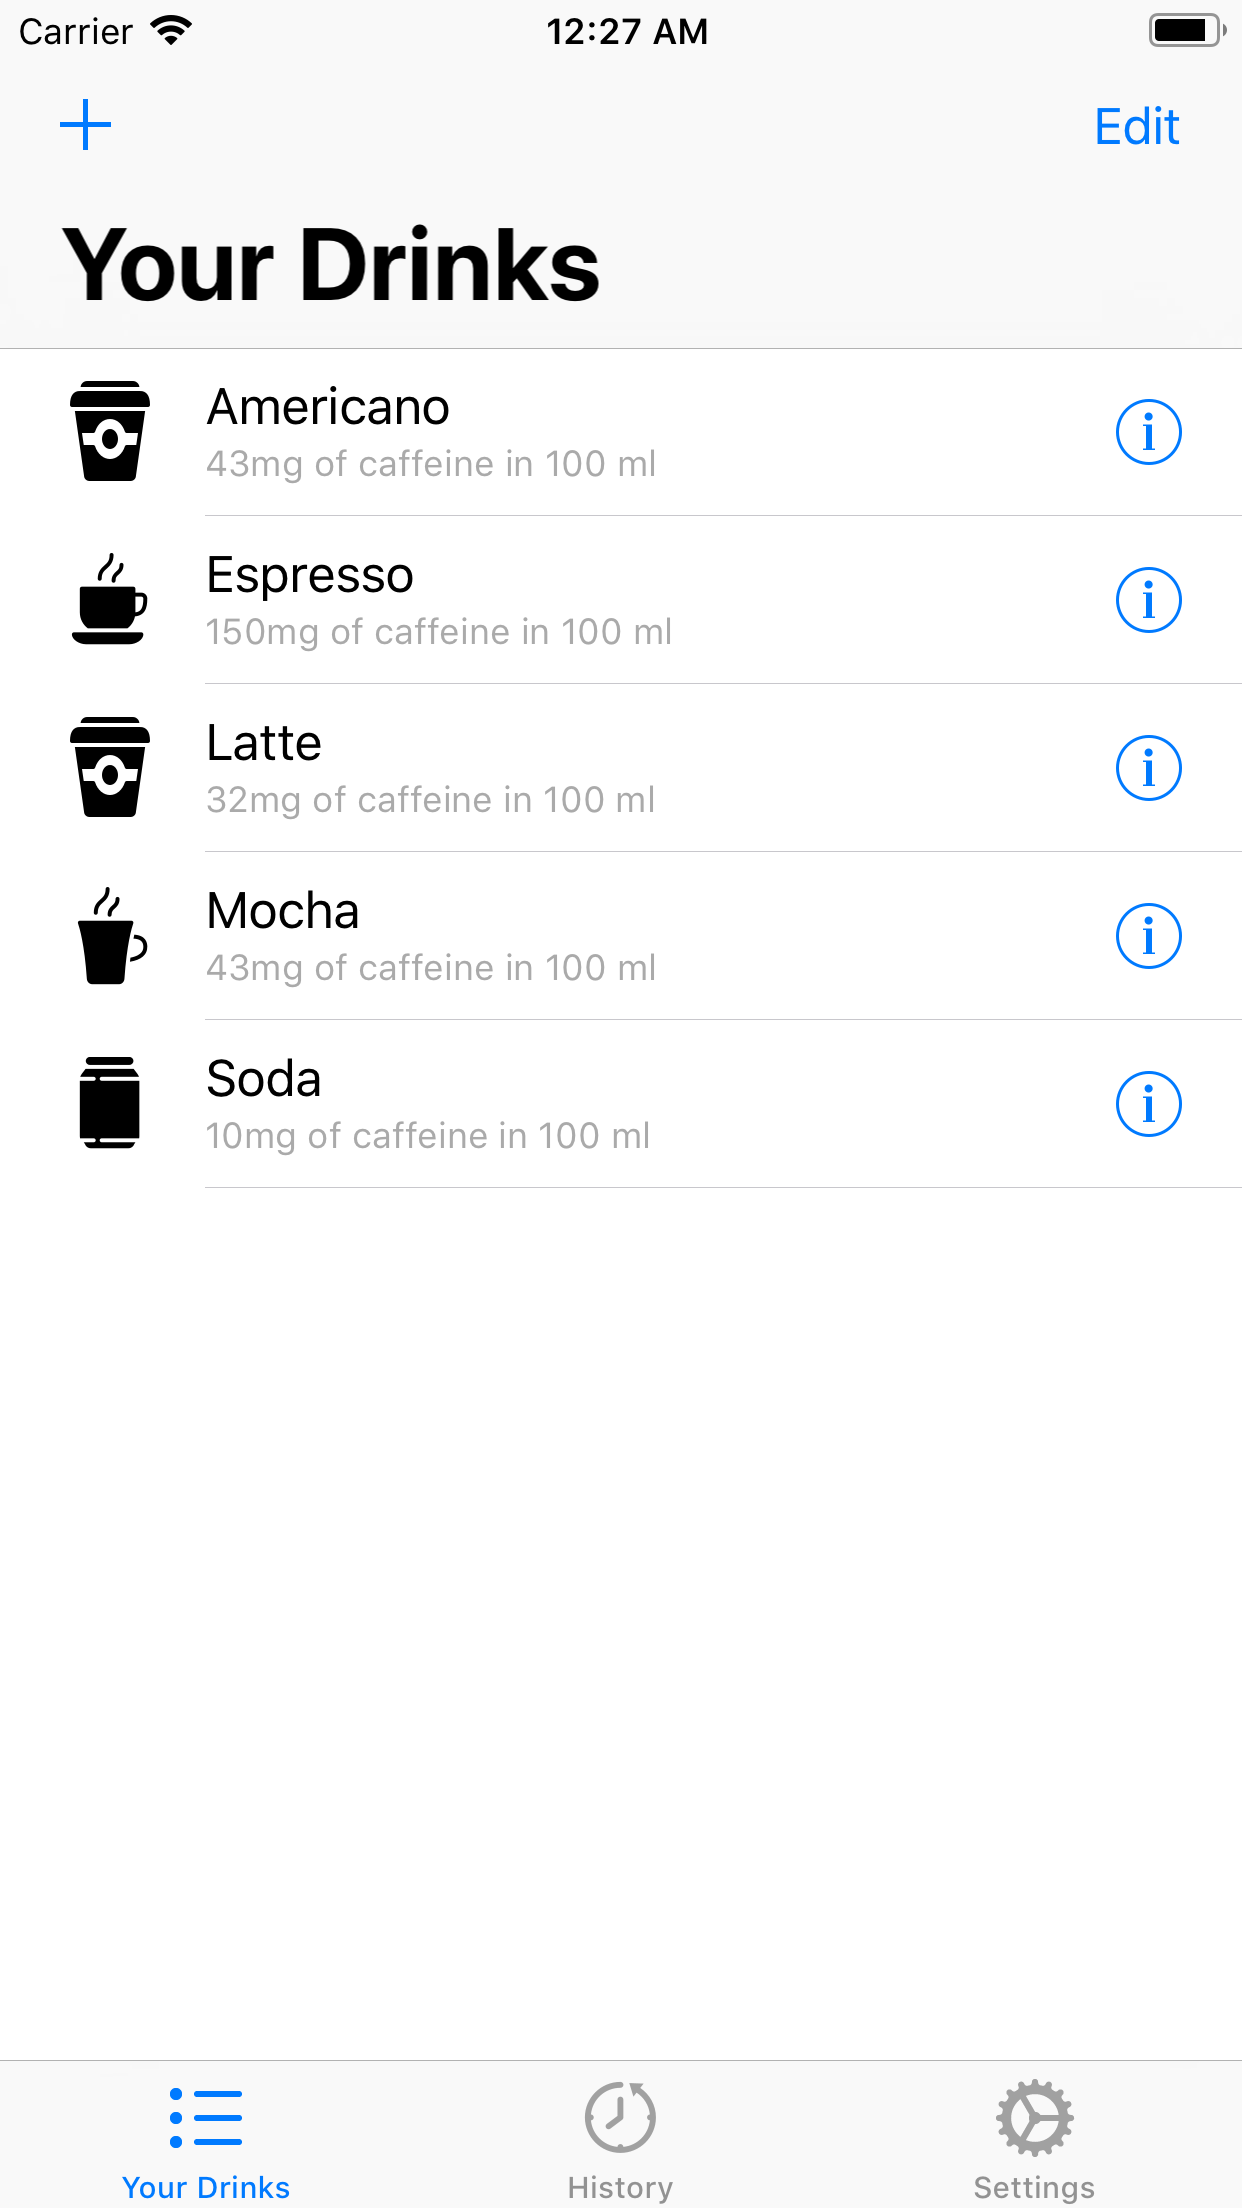 Carrier 12:27 AM
Edit
Your Drinks
Americano
43mg of caffeine in 100 ml
Espresso
150mg of caffeine in 100 ml
Latte
32mg of caffeine in 100 ml
Mocha
43mg of caffeine in 100 ml
Soda
10mg of caffeine in 100 ml
Your Drinks History Settings